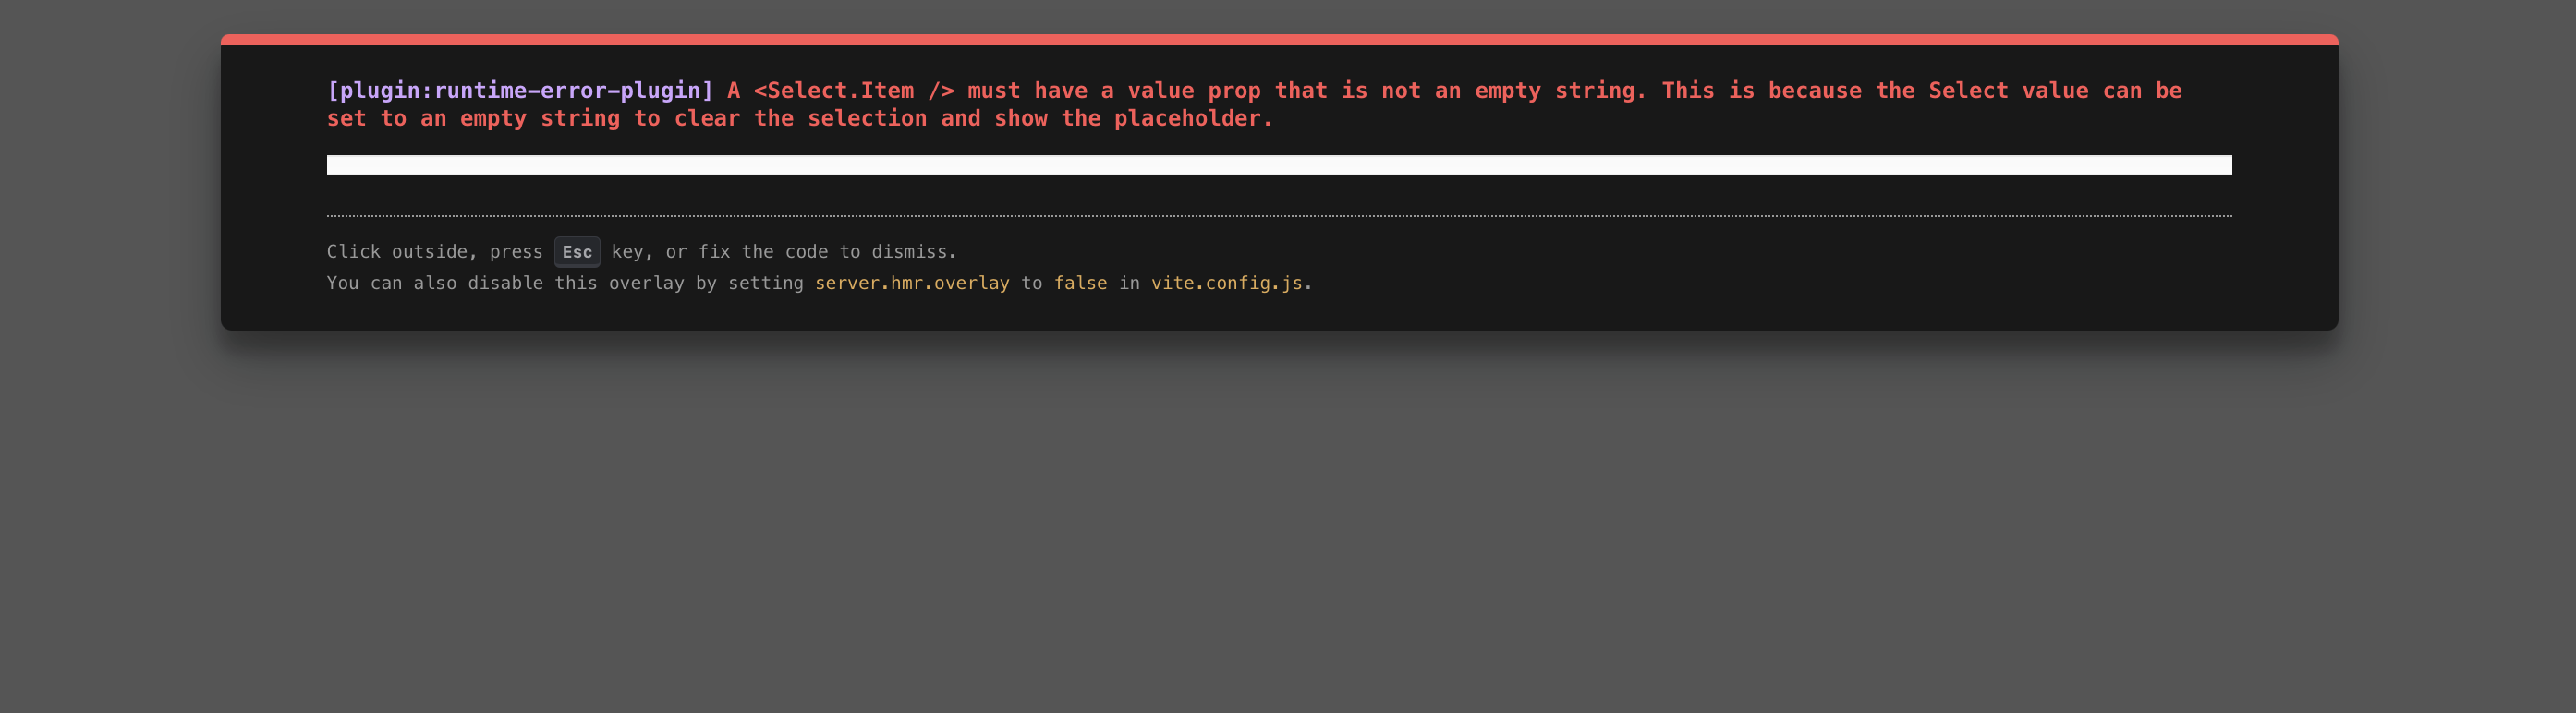 [plugin:runtime-error-plugin] A <Select.Item /> must have a value prop that is not an empty string. This is because the Select value can be
set to an empty string to clear the selection and show the placeholder.
Click outside, press Esc key, or fix the code to dismiss.
You can also disable this overlay by setting server.hmr.overlay to false in vite.config.js.